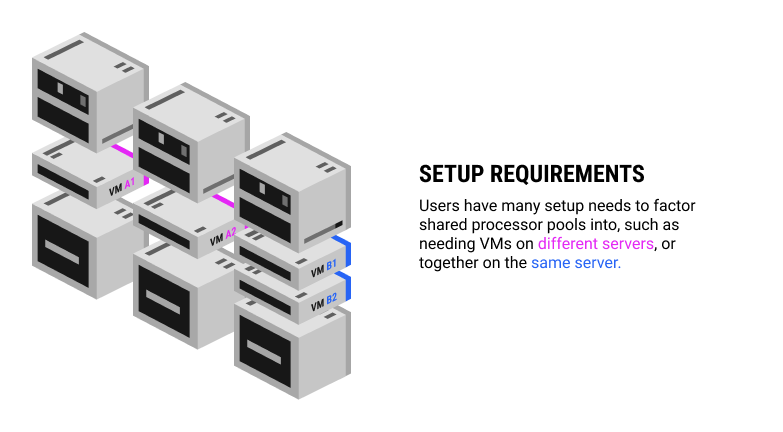 VM A1
VM A2
VM B1
VM B2
SETUP REQUIREMENTS
Users have many setup needs to factor
shared processor pools into, such as
needing VMs on different servers, or
together on the same server.